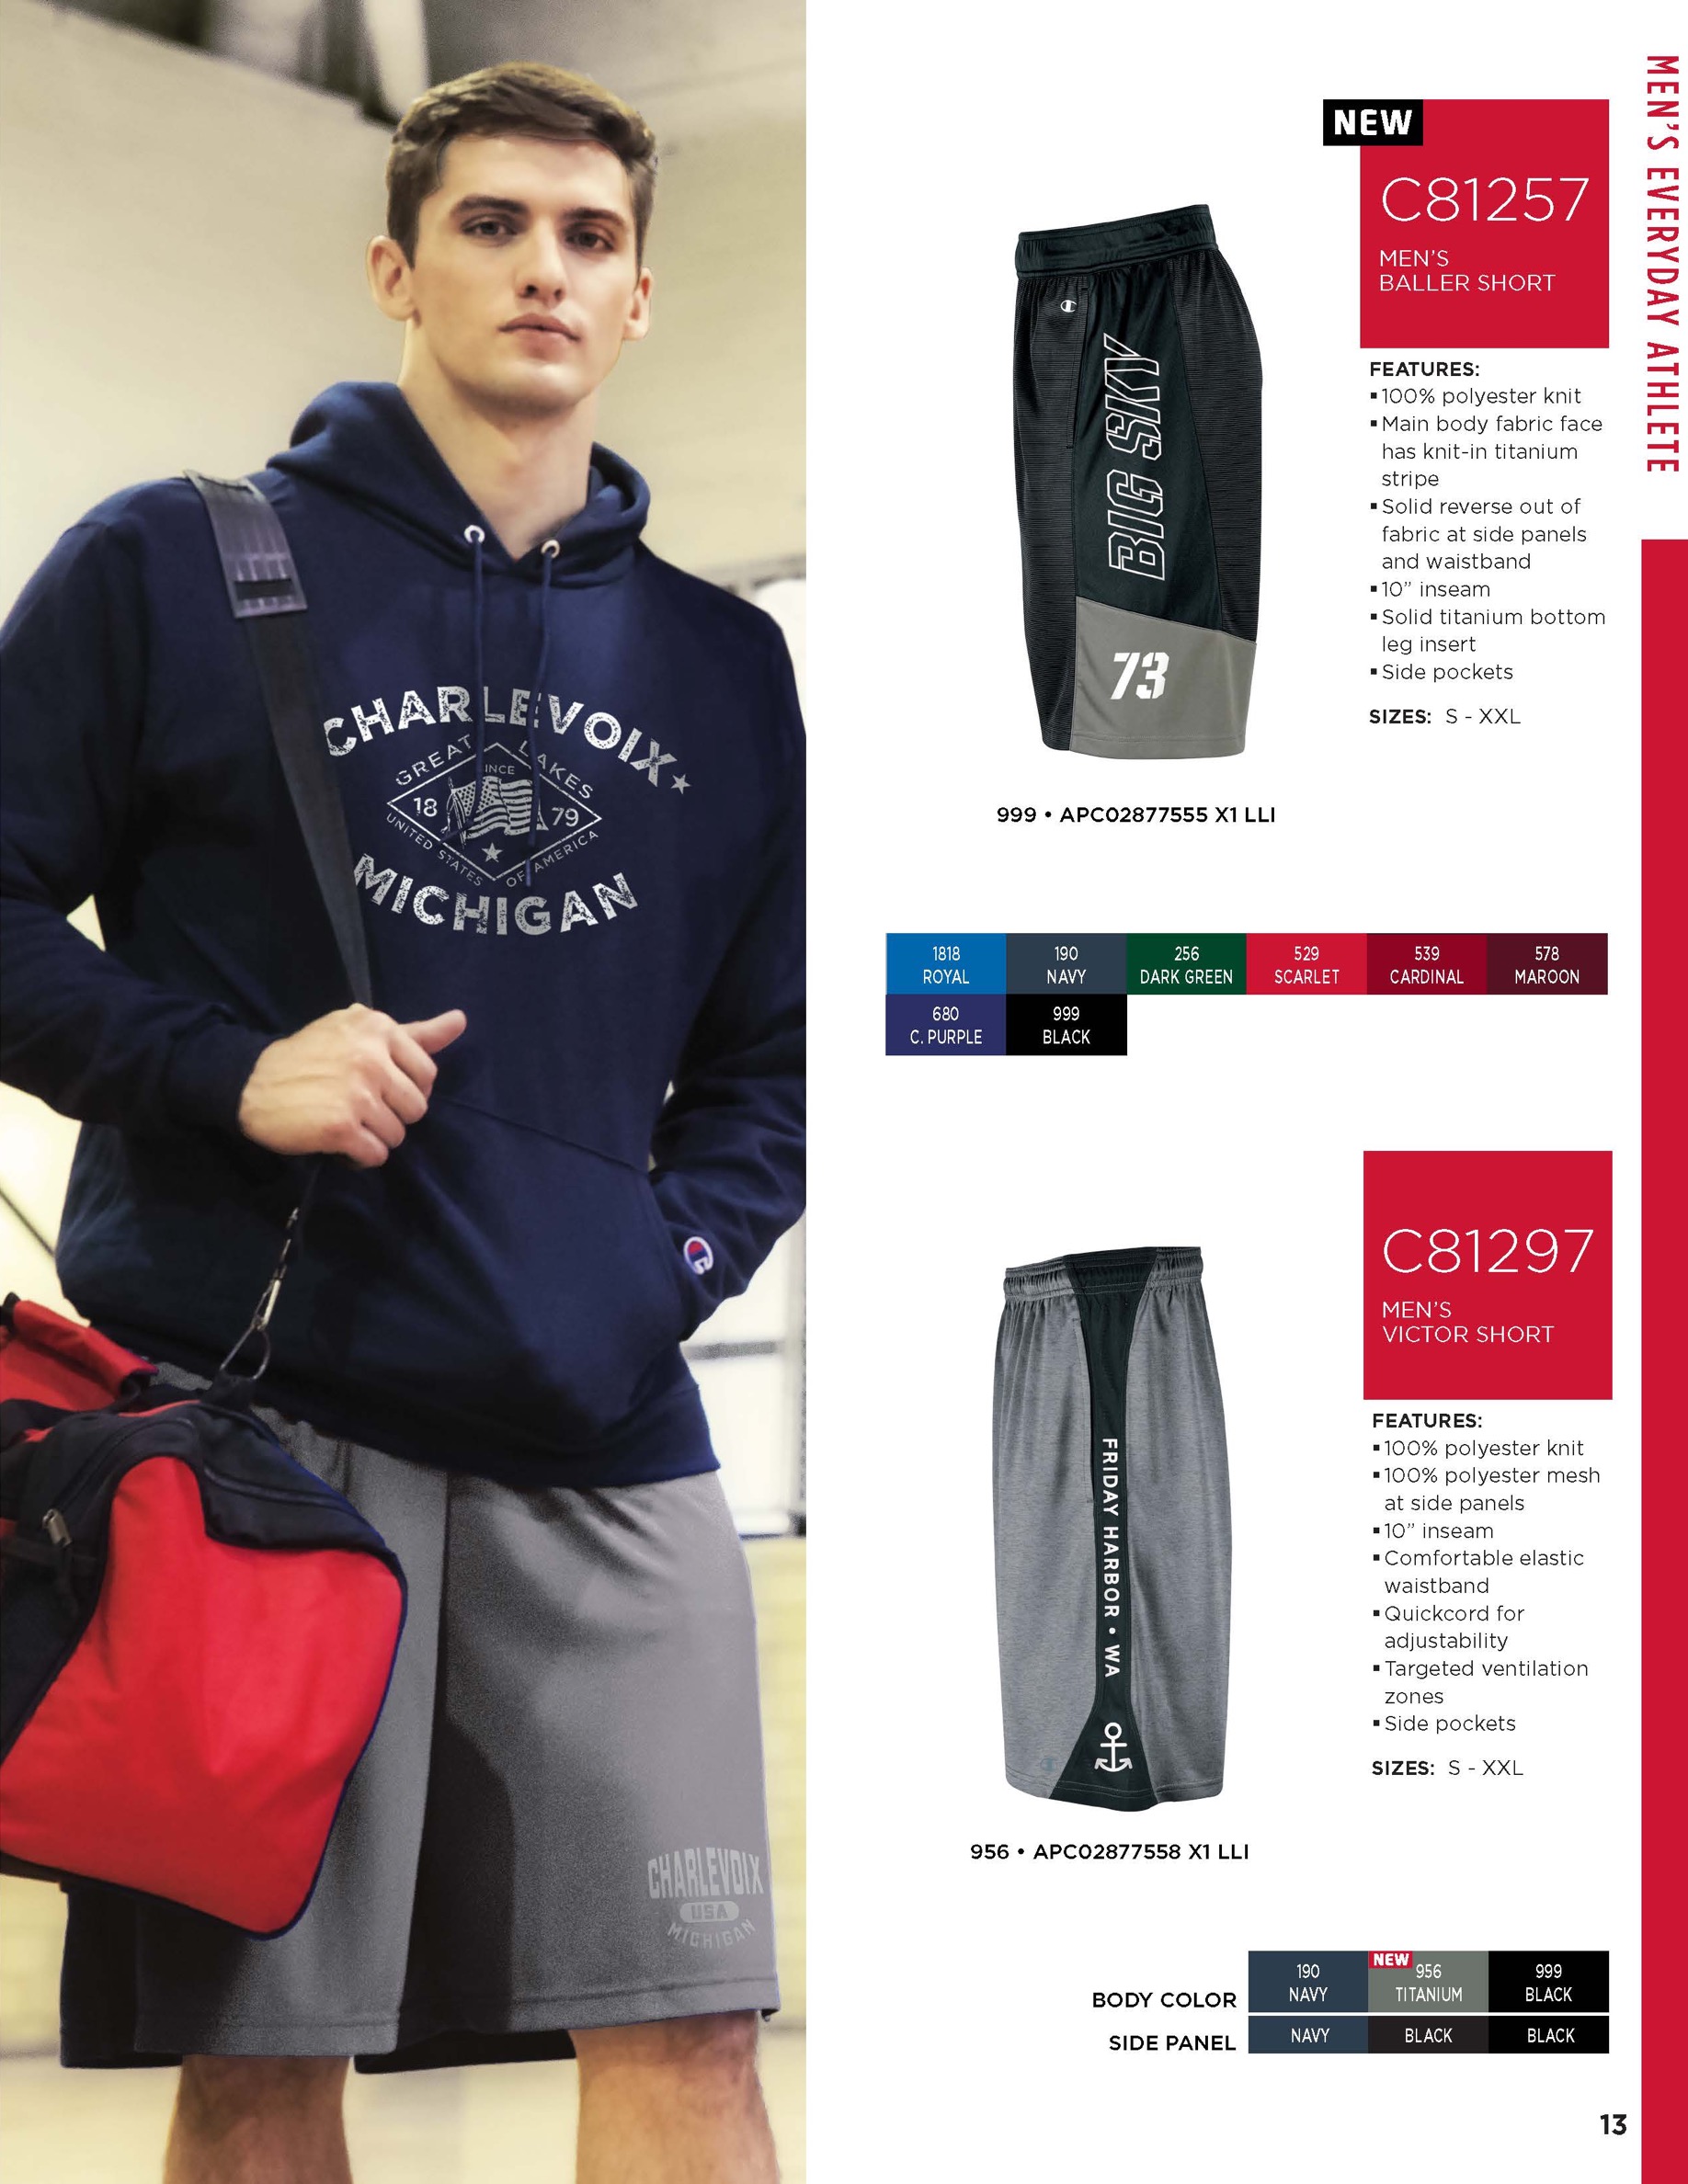 CHARLEVOIX
GREAT LAKES
SINCE
18 79
UNITED STATES OF AMERICA
MICHIGAN
CHARLEVOIX
USA
MICHIGAN
MEN'S EVERYDAY ATHLETE
NEW
C81257
MEN'S
BALLER SHORT
FEATURES:
▪ 100% polyester knit
▪ Main body fabric face
has knit-in titanium
stripe
▪ Solid reverse out of
fabric at side panels
and waistband
▪ 10” inseam
▪ Solid titanium bottom
leg insert
▪ Side pockets
SIZES: S - XXL
BIG SKY
73
999 • APC02877555 X1 LLI
1818
ROYAL
190
NAVY
256
DARK GREEN
529
SCARLET
539
CARDINAL
578
MAROON
680
C. PURPLE
999
BLACK
C81297
MEN'S
VICTOR SHORT
FEATURES:
▪ 100% polyester knit
▪ 100% polyester mesh
at side panels
▪ 10” inseam
▪ Comfortable elastic
waistband
▪ Quickcord for
adjustability
▪ Targeted ventilation
zones
▪ Side pockets
SIZES: S - XXL
FRIDAY HARBOR • WA
956 • APC02877558 X1 LLI
BODY COLOR
190
NAVY
NEW
956
TITANIUM
999
BLACK
SIDE PANEL
NAVY
BLACK
BLACK
13